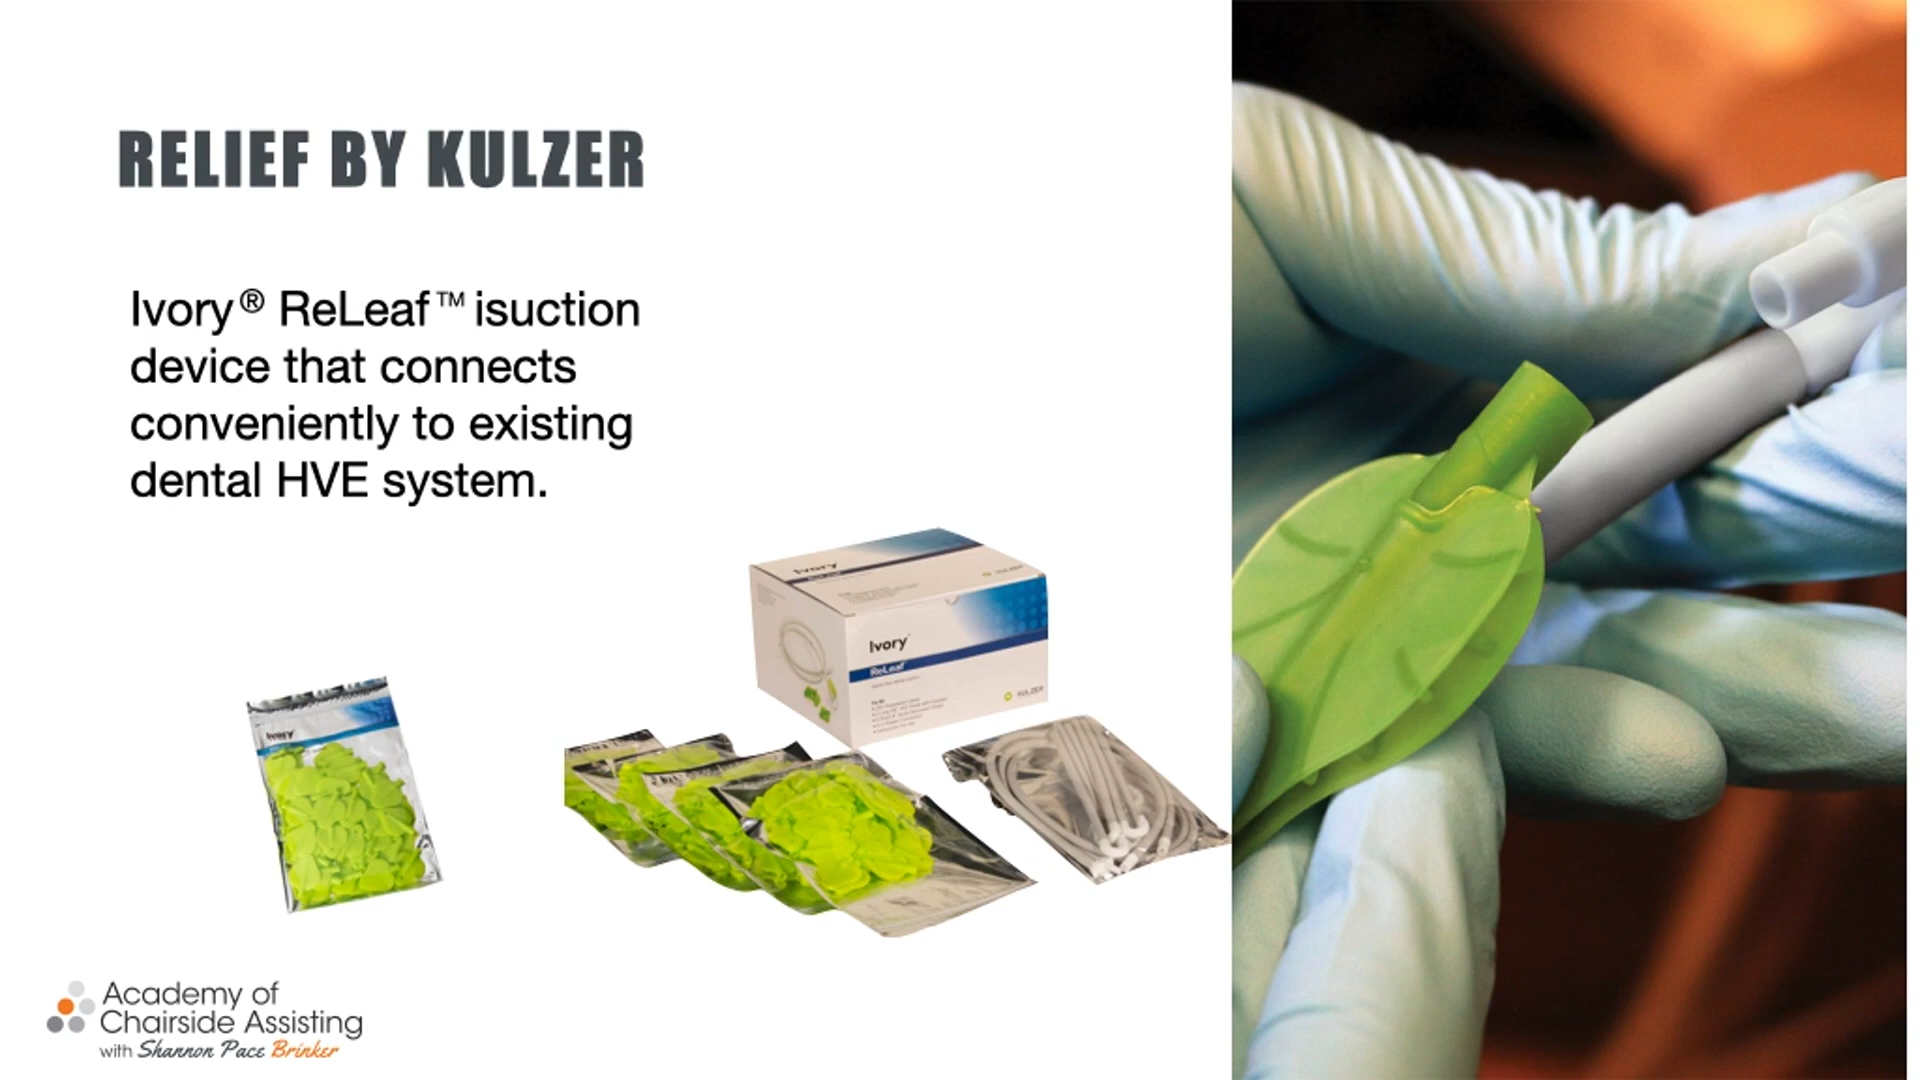 RELIEF BY KULZER
Ivory® ReLeaf™ isuction
device that connects
conveniently to existing
dental HVE system.
Ivory
KULZER
Ivory
ReLeaf
KULZER
Ivory
Academy of
Chairside Assisting
with Shannon Pace Brinker